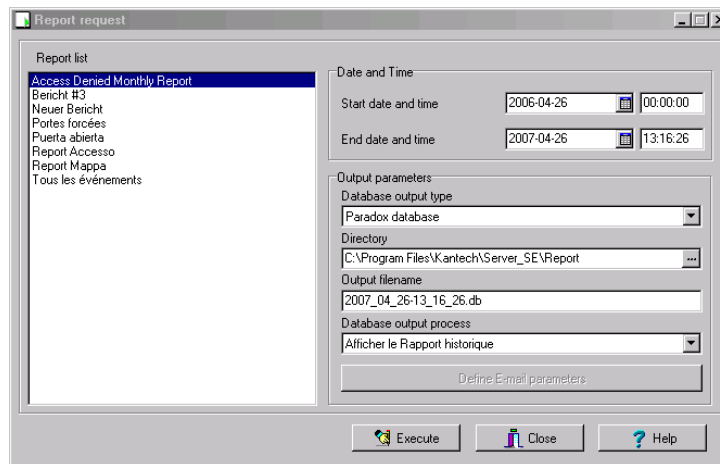 Report request
Report list
Access Denied Monthly Report
Bericht #3
Neuer Bericht
Portes forcées
Puerta abierta
Report Accesso
Report Mappa
Tous les événements
Date and Time
Start date and time 2006-04-26 00:00:00
End date and time 2007-04-26 13:16:26
Output parameters
Database output type
Paradox database
Directory
C:\Program Files\Kantech\Server_SE\Report ...
Output filename
2007_04_26-13_16_26.db
Database output process
Afficher le Rapport historique
Define E-mail parameters
Execute Close Help